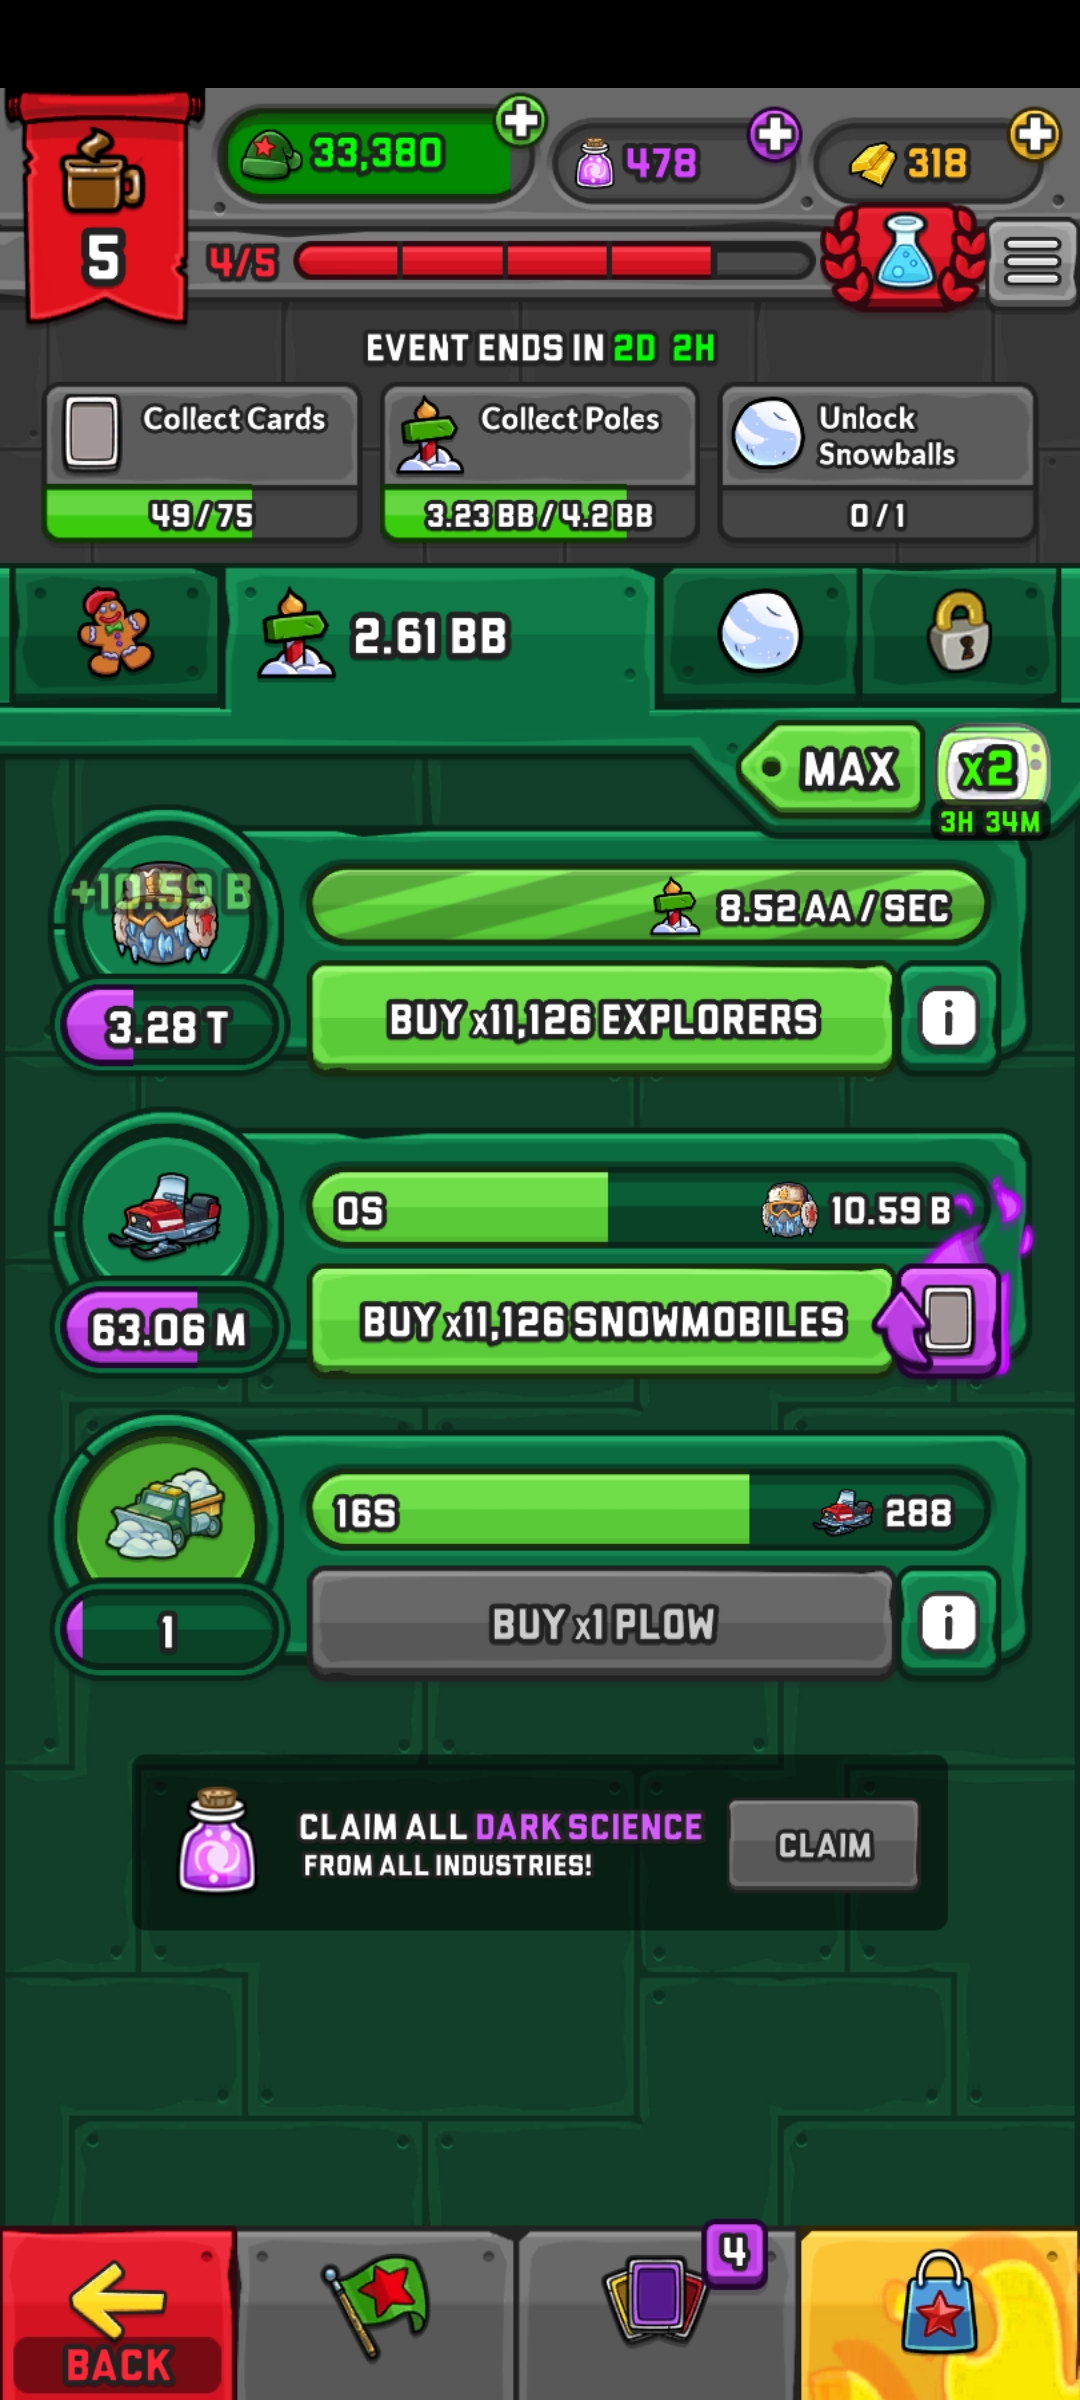 33,380
478
318
5
4/5
EVENT ENDS IN 2D 2H
Collect Cards
49/75
Collect Poles
3.23 BB/4.2 BB
Unlock
Snowballs
0/1
2.61 BB
MAX
x2
3H 34M
+10.59 B
8.52 AA/SEC
3.28 T
BUY x11,126 EXPLORERS
i
0S
10.59 B
63.06 M
BUY x11,126 SNOWMOBILES
16S
288
1
BUY x1 PLOW
i
CLAIM ALL DARK SCIENCE
FROM ALL INDUSTRIES!
CLAIM
4
BACK